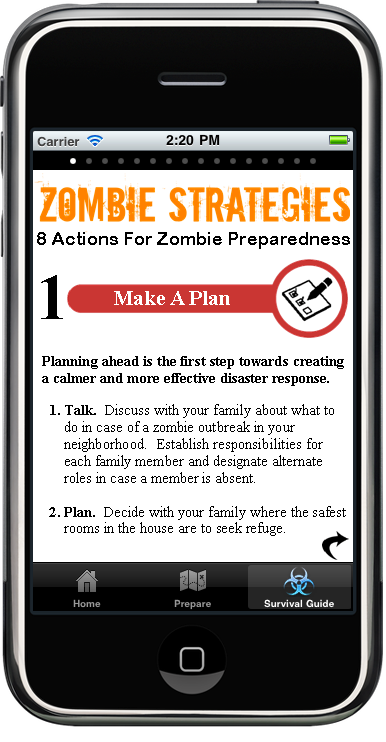 Carrier 2:20 PM
ZOMBIE STRATEGIES
8 Actions For Zombie Preparedness
1 Make A Plan
Planning ahead is the first step towards creating
a calmer and more effective disaster response.
1. Talk. Discuss with your family about what to
do in case of a zombie outbreak in your
neighborhood. Establish responsibilities for
each family member and designate alternate
roles in case a member is absent.
2. Plan. Decide with your family where the safest
rooms in the house are to seek refuge.
Home Prepare Survival Guide